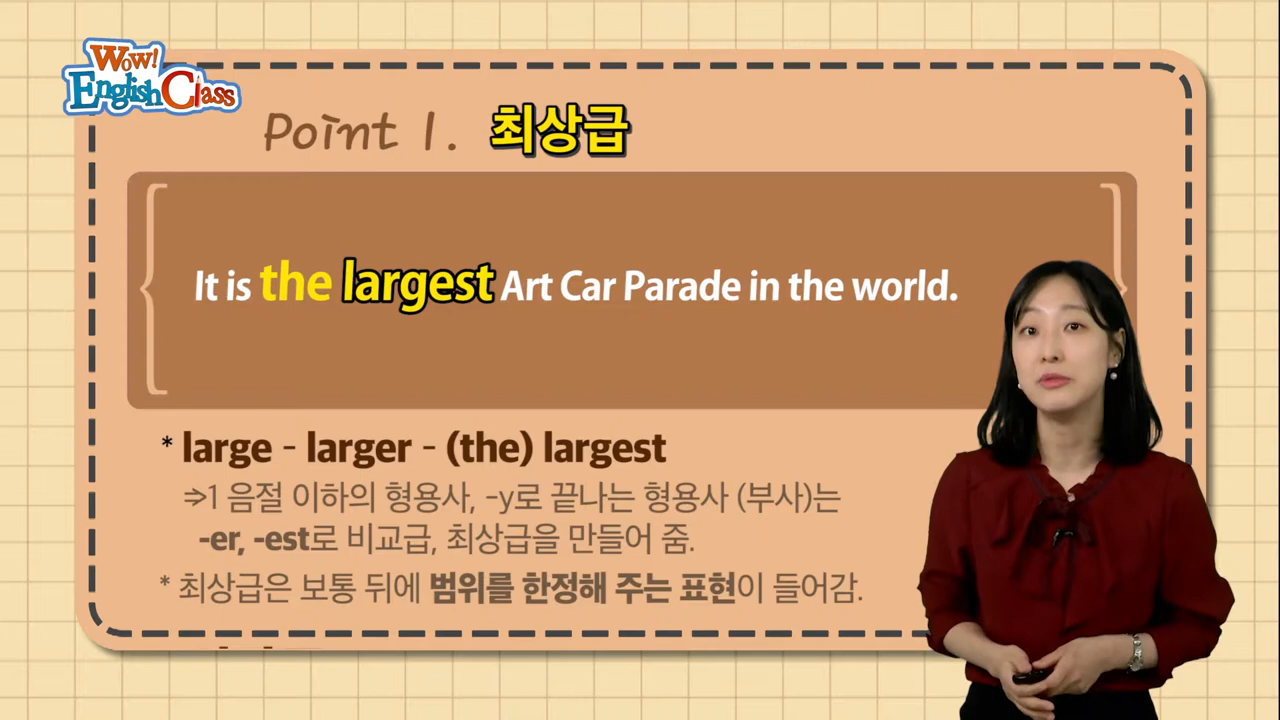 Wow!
English Class
Point 1. 최상급
It is the largest Art Car Parade in the world.
* large - larger - (the) largest
⇒1 음절 이하의 형용사, -y로 끝나는 형용사 (부사)는
-er, -est로 비교급, 최상급을 만들어 줌.
* 최상급은 보통 뒤에 범위를 한정해 주는 표현이 들어감.